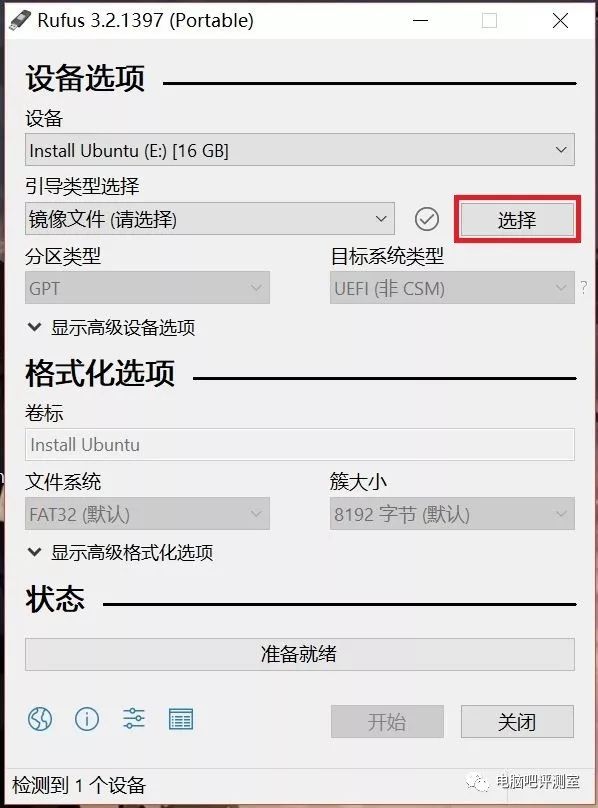 Rufus 3.2.1397 (Portable)
设备选项
设备
Install Ubuntu (E:) [16 GB]
引导类型选择
镜像文件 (请选择)
选择
分区类型
目标系统类型
GPT
UEFI (非 CSM)
?
显示高级设备选项
格式化选项
卷标
Install Ubuntu
文件系统
簇大小
FAT32 (默认)
8192 字节 (默认)
显示高级格式化选项
状态
准备就绪
开始
关闭
检测到 1 个设备
电脑吧评测室